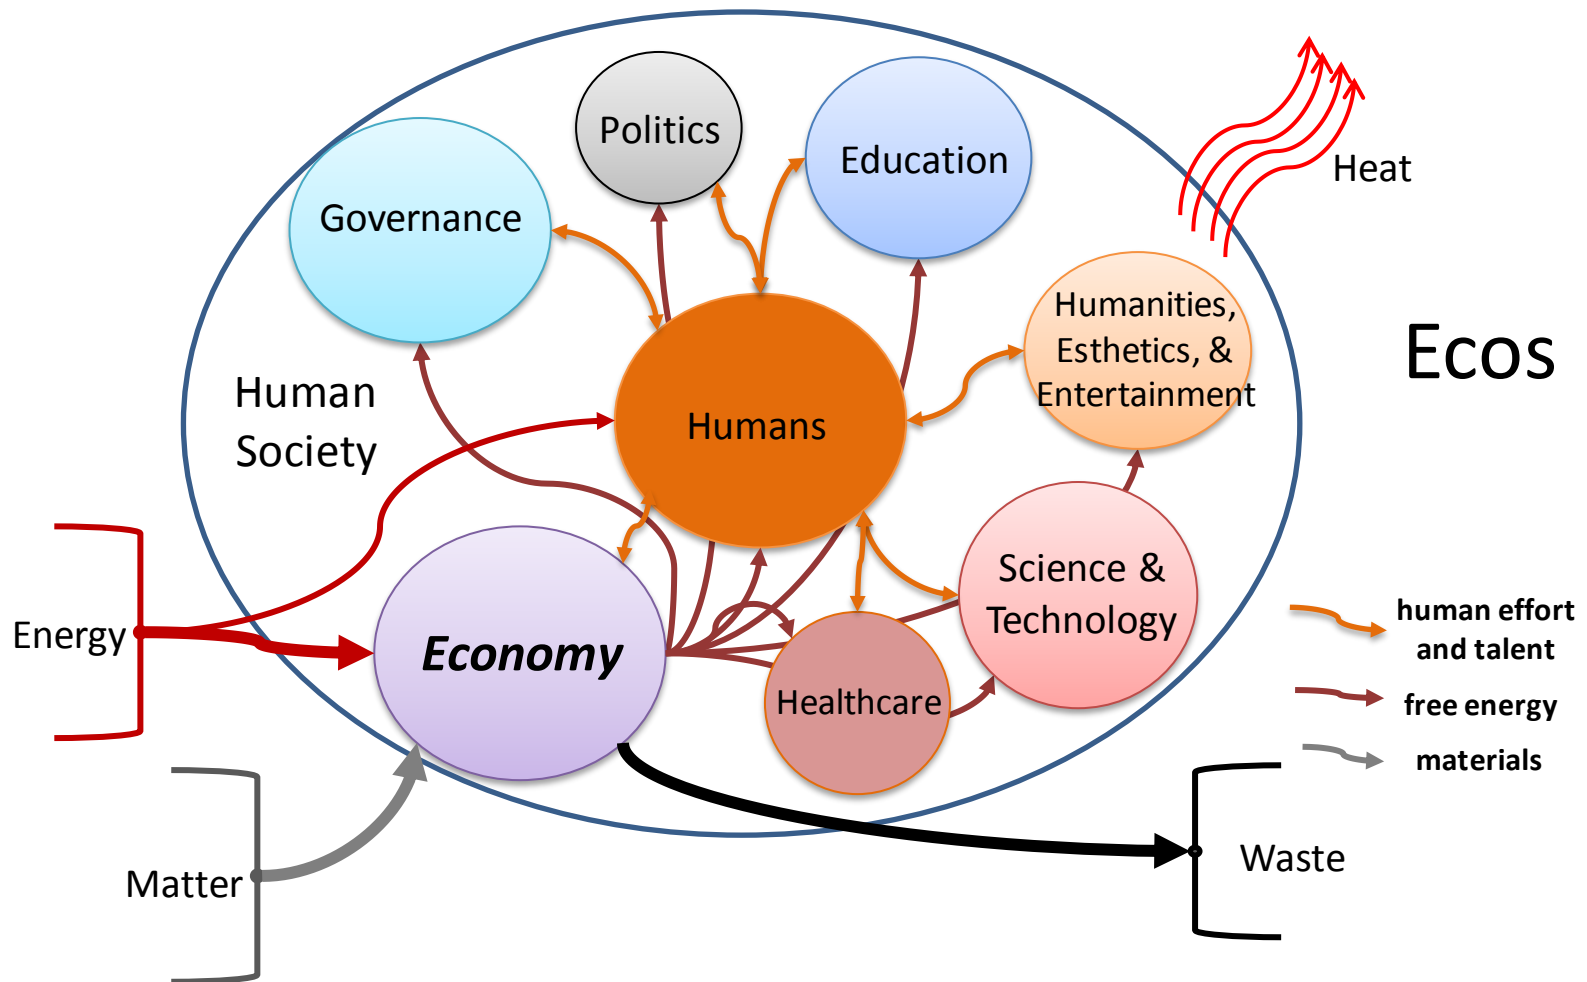 Politics
Education
Governance
Heat
Humanities,
Esthetics, &
Entertainment
Ecos
Human
Society
Humans
Energy
Economy
Science &
Technology
Healthcare
human effort
and talent
free energy
materials
Matter
Waste